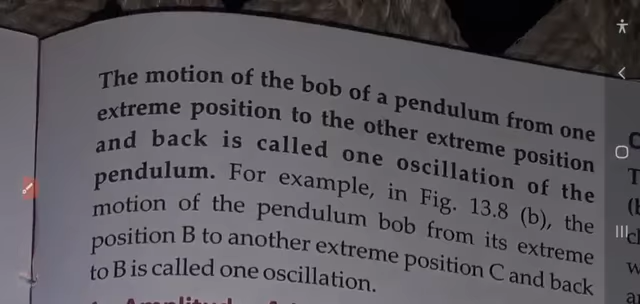 The motion of the bob of a pendulum from one
extreme position to the other extreme position
and back is called one oscillation of the
pendulum. For example, in Fig. 13.8 (b), the
motion of the pendulum bob from its extreme
position B to another extreme position C and back
to B is called one oscillation.